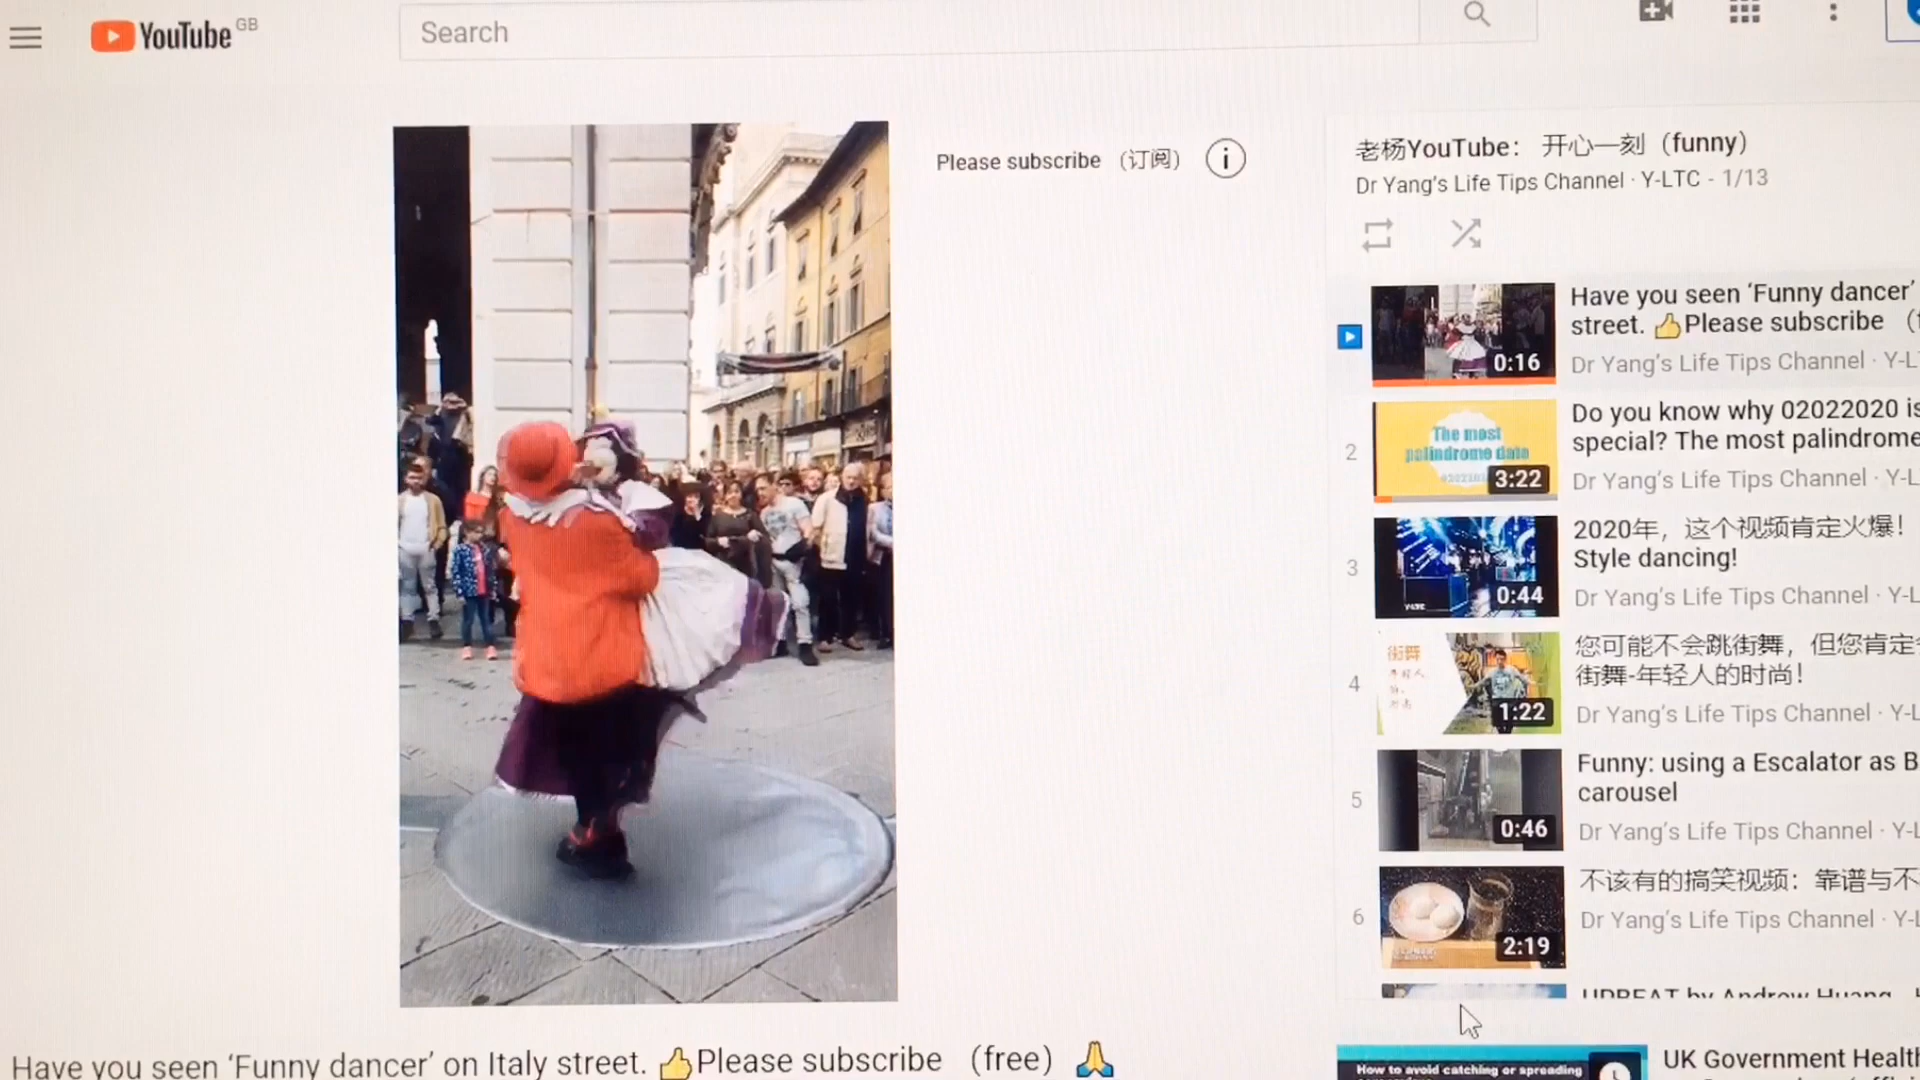 YouTube GB
Search
Please subscribe （订阅） i
老杨YouTube： 开心一刻（funny）
Dr Yang's Life Tips Channel · Y-LTC - 1/13
Have you seen ‘Funny dancer’
street. 👍Please subscribe
Dr Yang's Life Tips Channel
0:16
2
The most
palindrome date
3:22
Do you know why 02022020 is
special? The most palindrome
Dr Yang's Life Tips Channel
3
0:44
2020年，这个视频肯定火爆！
Style dancing!
Dr Yang's Life Tips Channel
4
街舞
1:22
您可能不会跳街舞，但您肯定
街舞-年轻人的时尚！
Dr Yang's Life Tips Channel
5
0:46
Funny: using a Escalator as
carousel
Dr Yang's Life Tips Channel
6
2:19
不该有的搞笑视频：靠谱与不
Dr Yang's Life Tips Channel
UPBEAT by Andrew Huang
Have you seen ‘Funny dancer’ on Italy street. 👍Please subscribe （free） 🙏
How to avoid catching or spreading
UK Government Health